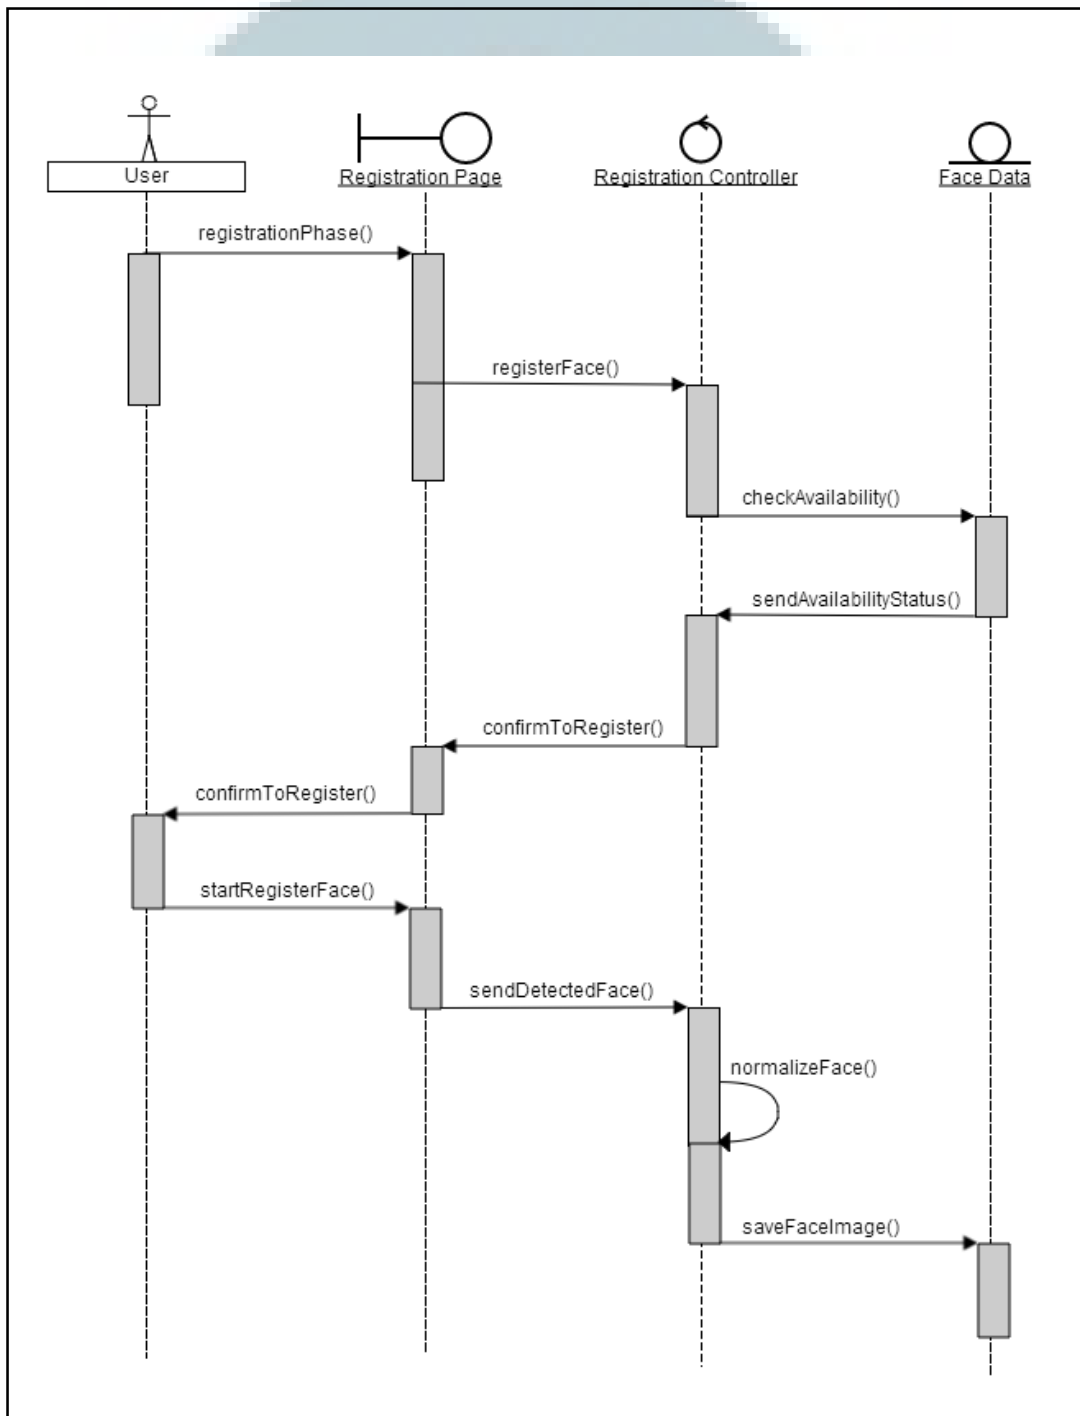 User
Registration Page
Registration Controller
Face Data
registrationPhase()
registerFace()
checkAvailability()
sendAvailabilityStatus()
confirmToRegister()
confirmToRegister()
startRegisterFace()
sendDetectedFace()
normalizeFace()
saveFaceImage()